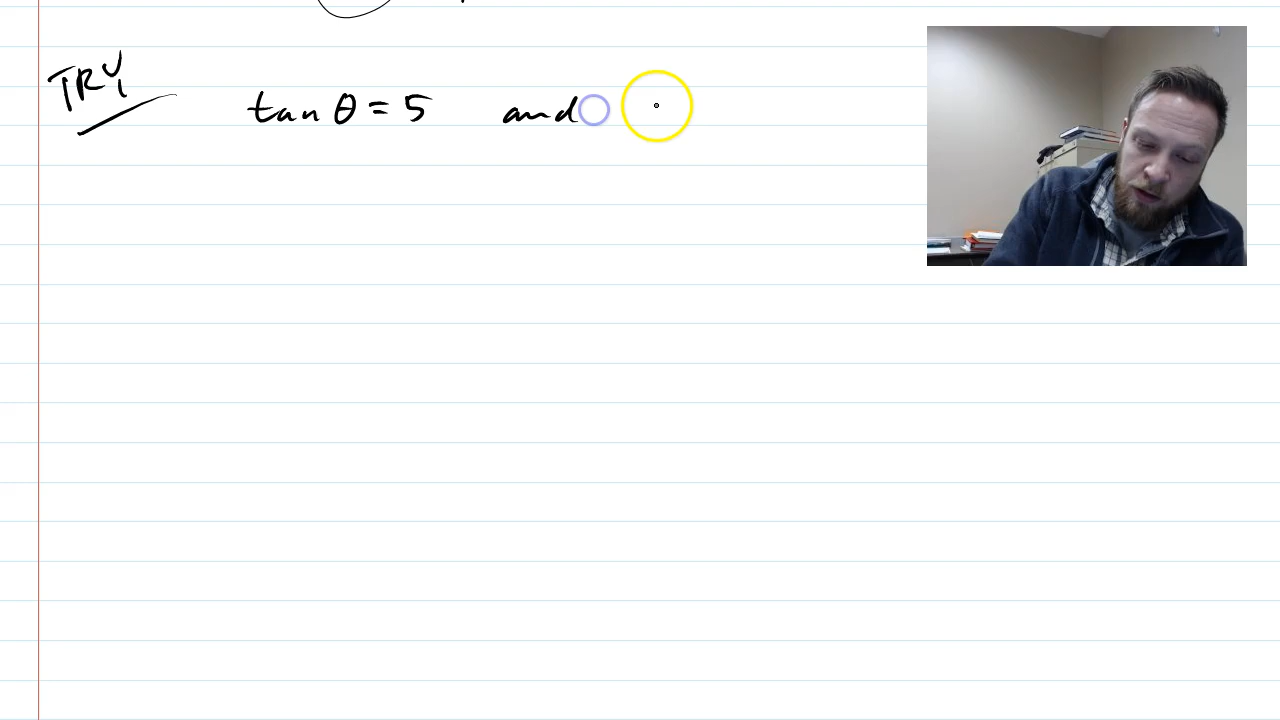 TRY
tan θ = 5 and